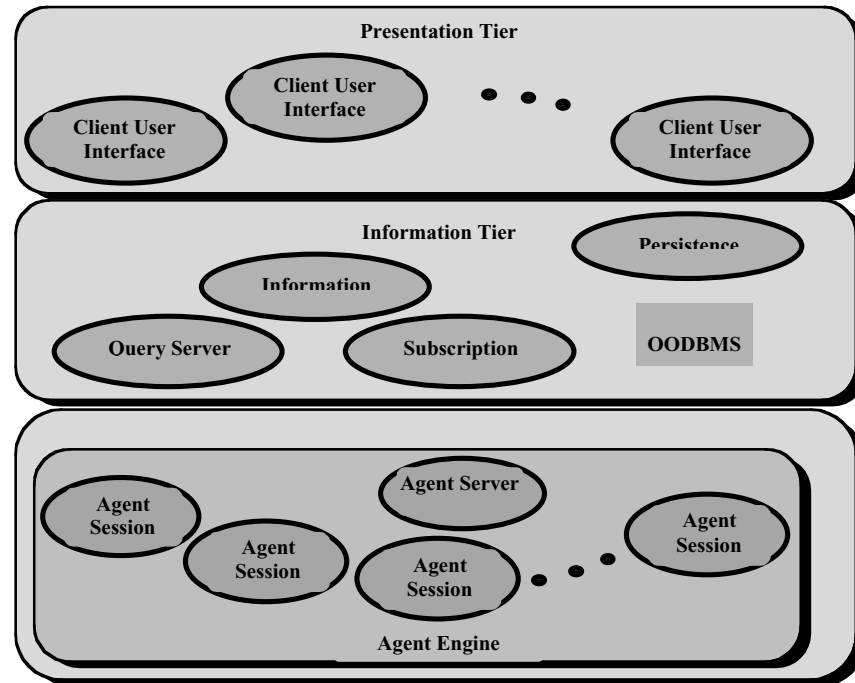 Presentation Tier
Client User
Interface
Client User
Interface
Client User
Interface
Information Tier
Persistence
Information
Query Server
Subscription
OODBMS
Agent Server
Agent
Session
Agent
Session
Agent
Session
Agent
Session
Agent Engine